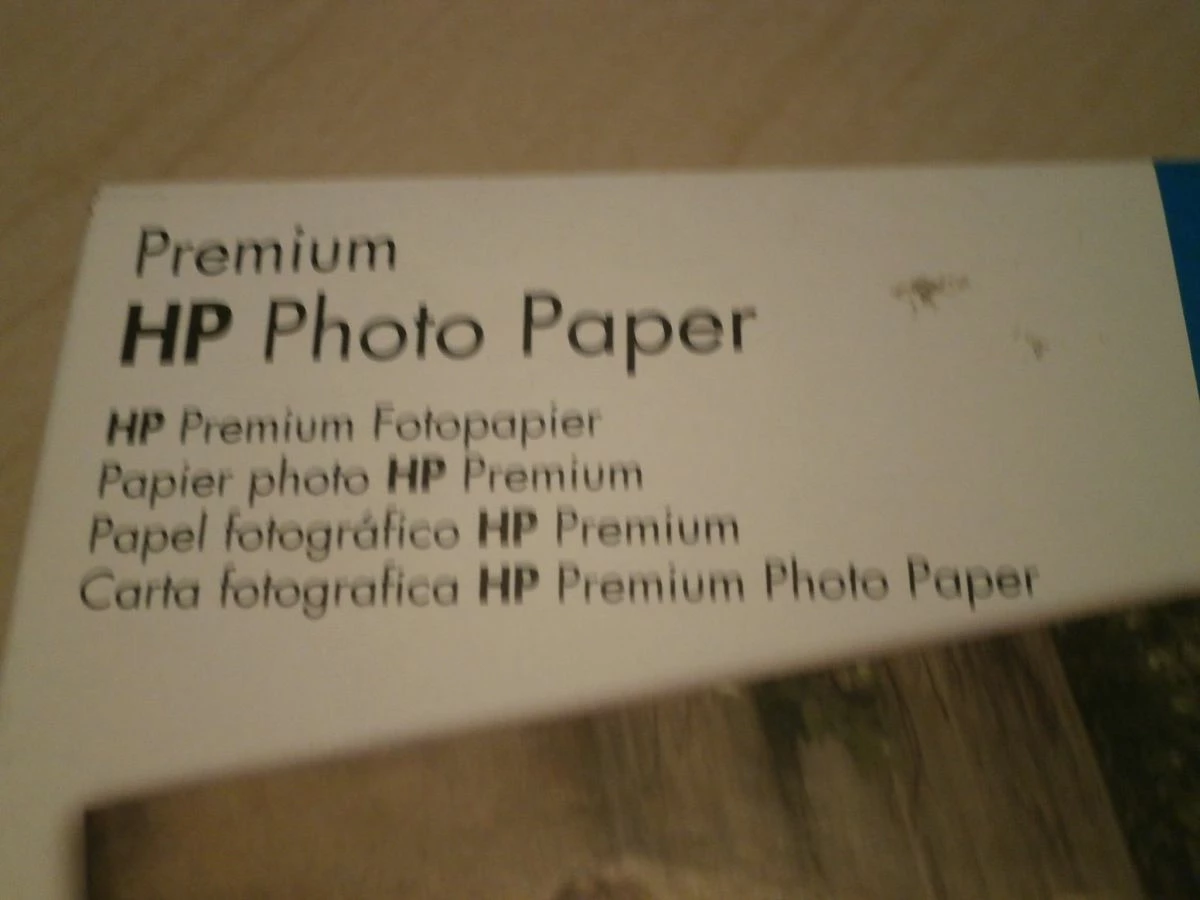 Premium
HP Photo Paper
HP Premium Fotopapier
Papier photo HP Premium
Papel fotográfico HP Premium
Carta fotografica HP Premium Photo Paper